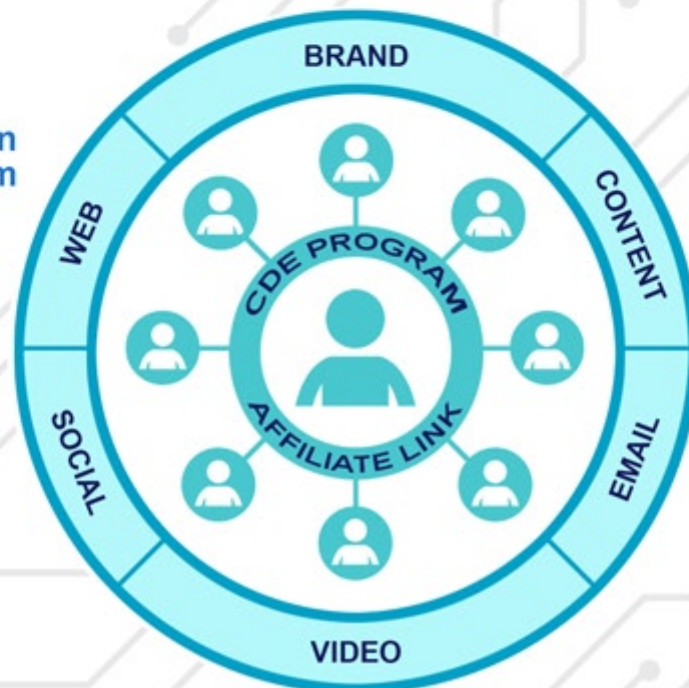 n
m
BRAND
WEB
CONTENT
CDE PROGRAM
AFFILIATE LINK
SOCIAL
EMAIL
VIDEO